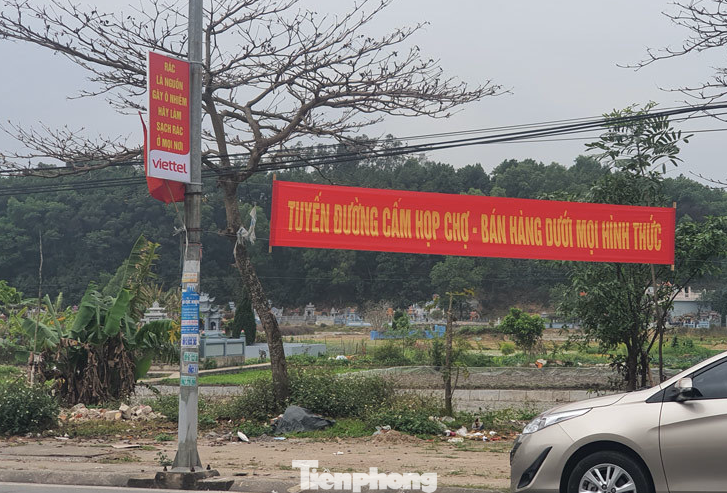 RÁC
LÀ NGUỒN
GÂY Ô NHIỄM
HÃY LÀM
SẠCH RÁC
Ở MỌI NƠI
viettel
TUYẾN ĐƯỜNG CẤM HỌP CHỢ - BÁN HÀNG DƯỚI MỌI HÌNH THỨC
Tienphong